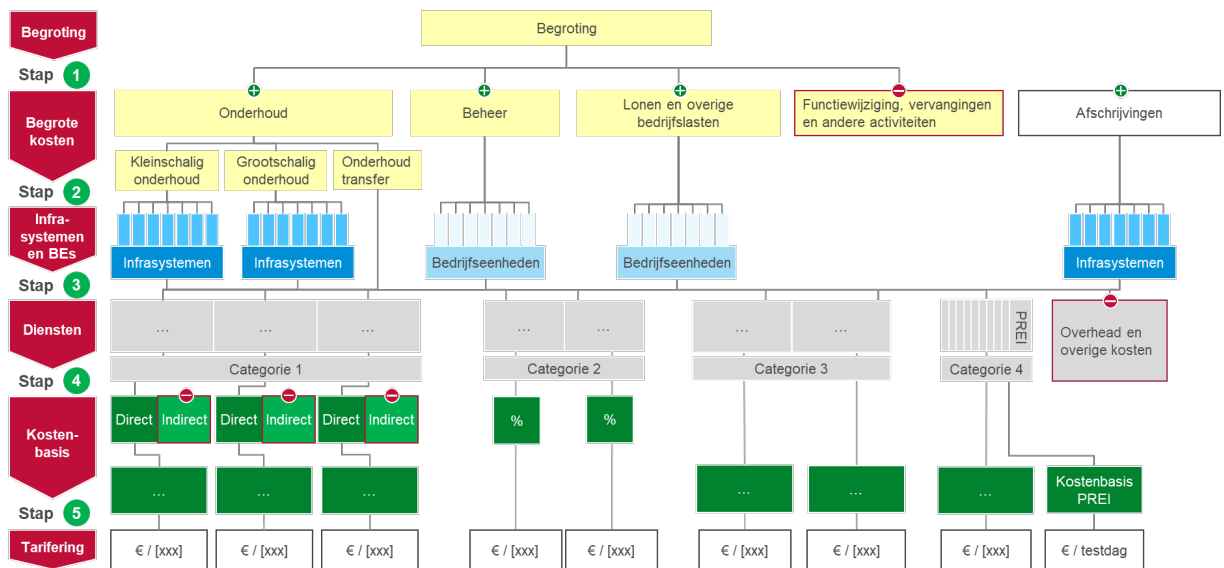 Begroting
Begroting
Stap 1
Begrote
kosten
Onderhoud
Beheer
Lonen en overige
bedrijfslasten
Functiewijziging, vervangingen
en andere activiteiten
Afschrijvingen
Kleinschalig
onderhoud
Grootschalig
onderhoud
Onderhoud
transfer
Stap 2
Infra-
systemen
en BEs
Infrasystemen
Infrasystemen
Bedrijfseenheden
Bedrijfseenheden
Infrasystemen
Stap 3
Diensten
...
...
...
...
...
...
...
...
PREI
Overhead en
overige kosten
Categorie 1
Categorie 2
Categorie 3
Categorie 4
Stap 4
Kosten-
basis
Direct
Indirect
Direct
Indirect
Direct
Indirect
%
%
...
...
...
...
...
...
Kostenbasis
PREI
Stap 5
Tarifering
€ / [xxx]
€ / [xxx]
€ / [xxx]
€ / [xxx]
€ / [xxx]
€ / [xxx]
€ / [xxx]
€ / [xxx]
€ / testdag